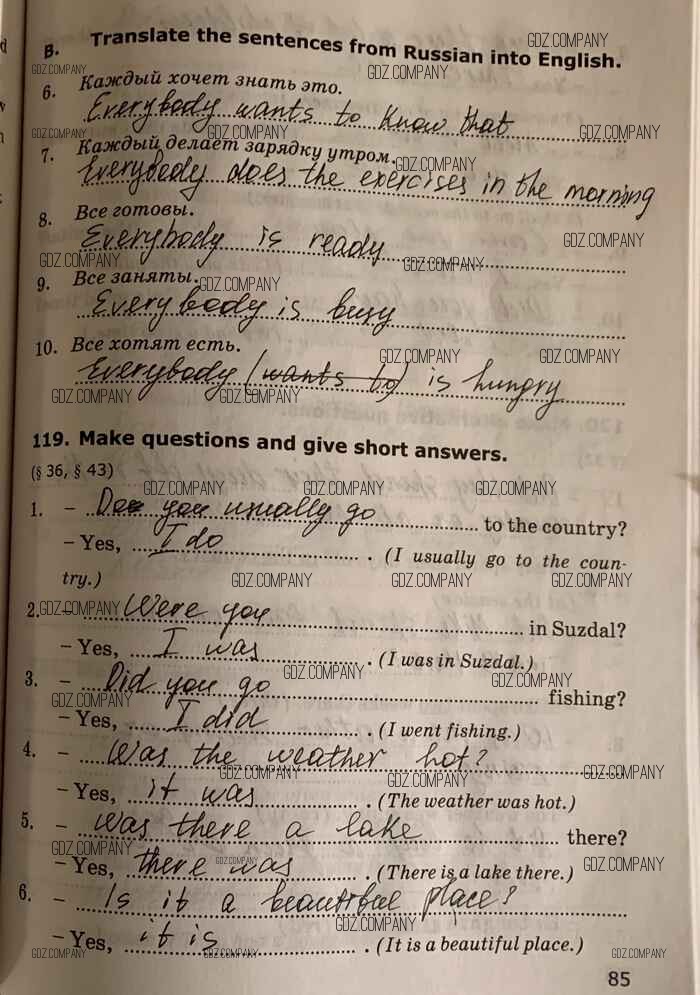 B. Translate the sentences from Russian into English.
6. Каждый хочет знать это.
Everybody wants to know that
7. Каждый делает зарядку утром.
Everybody does the exercises in the morning
8. Все готовы.
Everybody is ready
9. Все заняты.
Everybody is busy
10. Все хотят есть.
Everybody (wants to) is hungry
119. Make questions and give short answers.
(§ 36, § 43)
1. – Do you usually go to the country?
– Yes, I do. (I usually go to the coun-
try.)
2. – Were you in Suzdal?
– Yes, I was. (I was in Suzdal.)
3. – Did you go fishing?
– Yes, I did. (I went fishing.)
4. – Was the weather hot?
– Yes, it was. (The weather was hot.)
5. – Was there a lake there?
– Yes, there was. (There is a lake there.)
6. – Is it a beautiful place?
– Yes, it is. (It is a beautiful place.)
85
GDZ.COMPANY